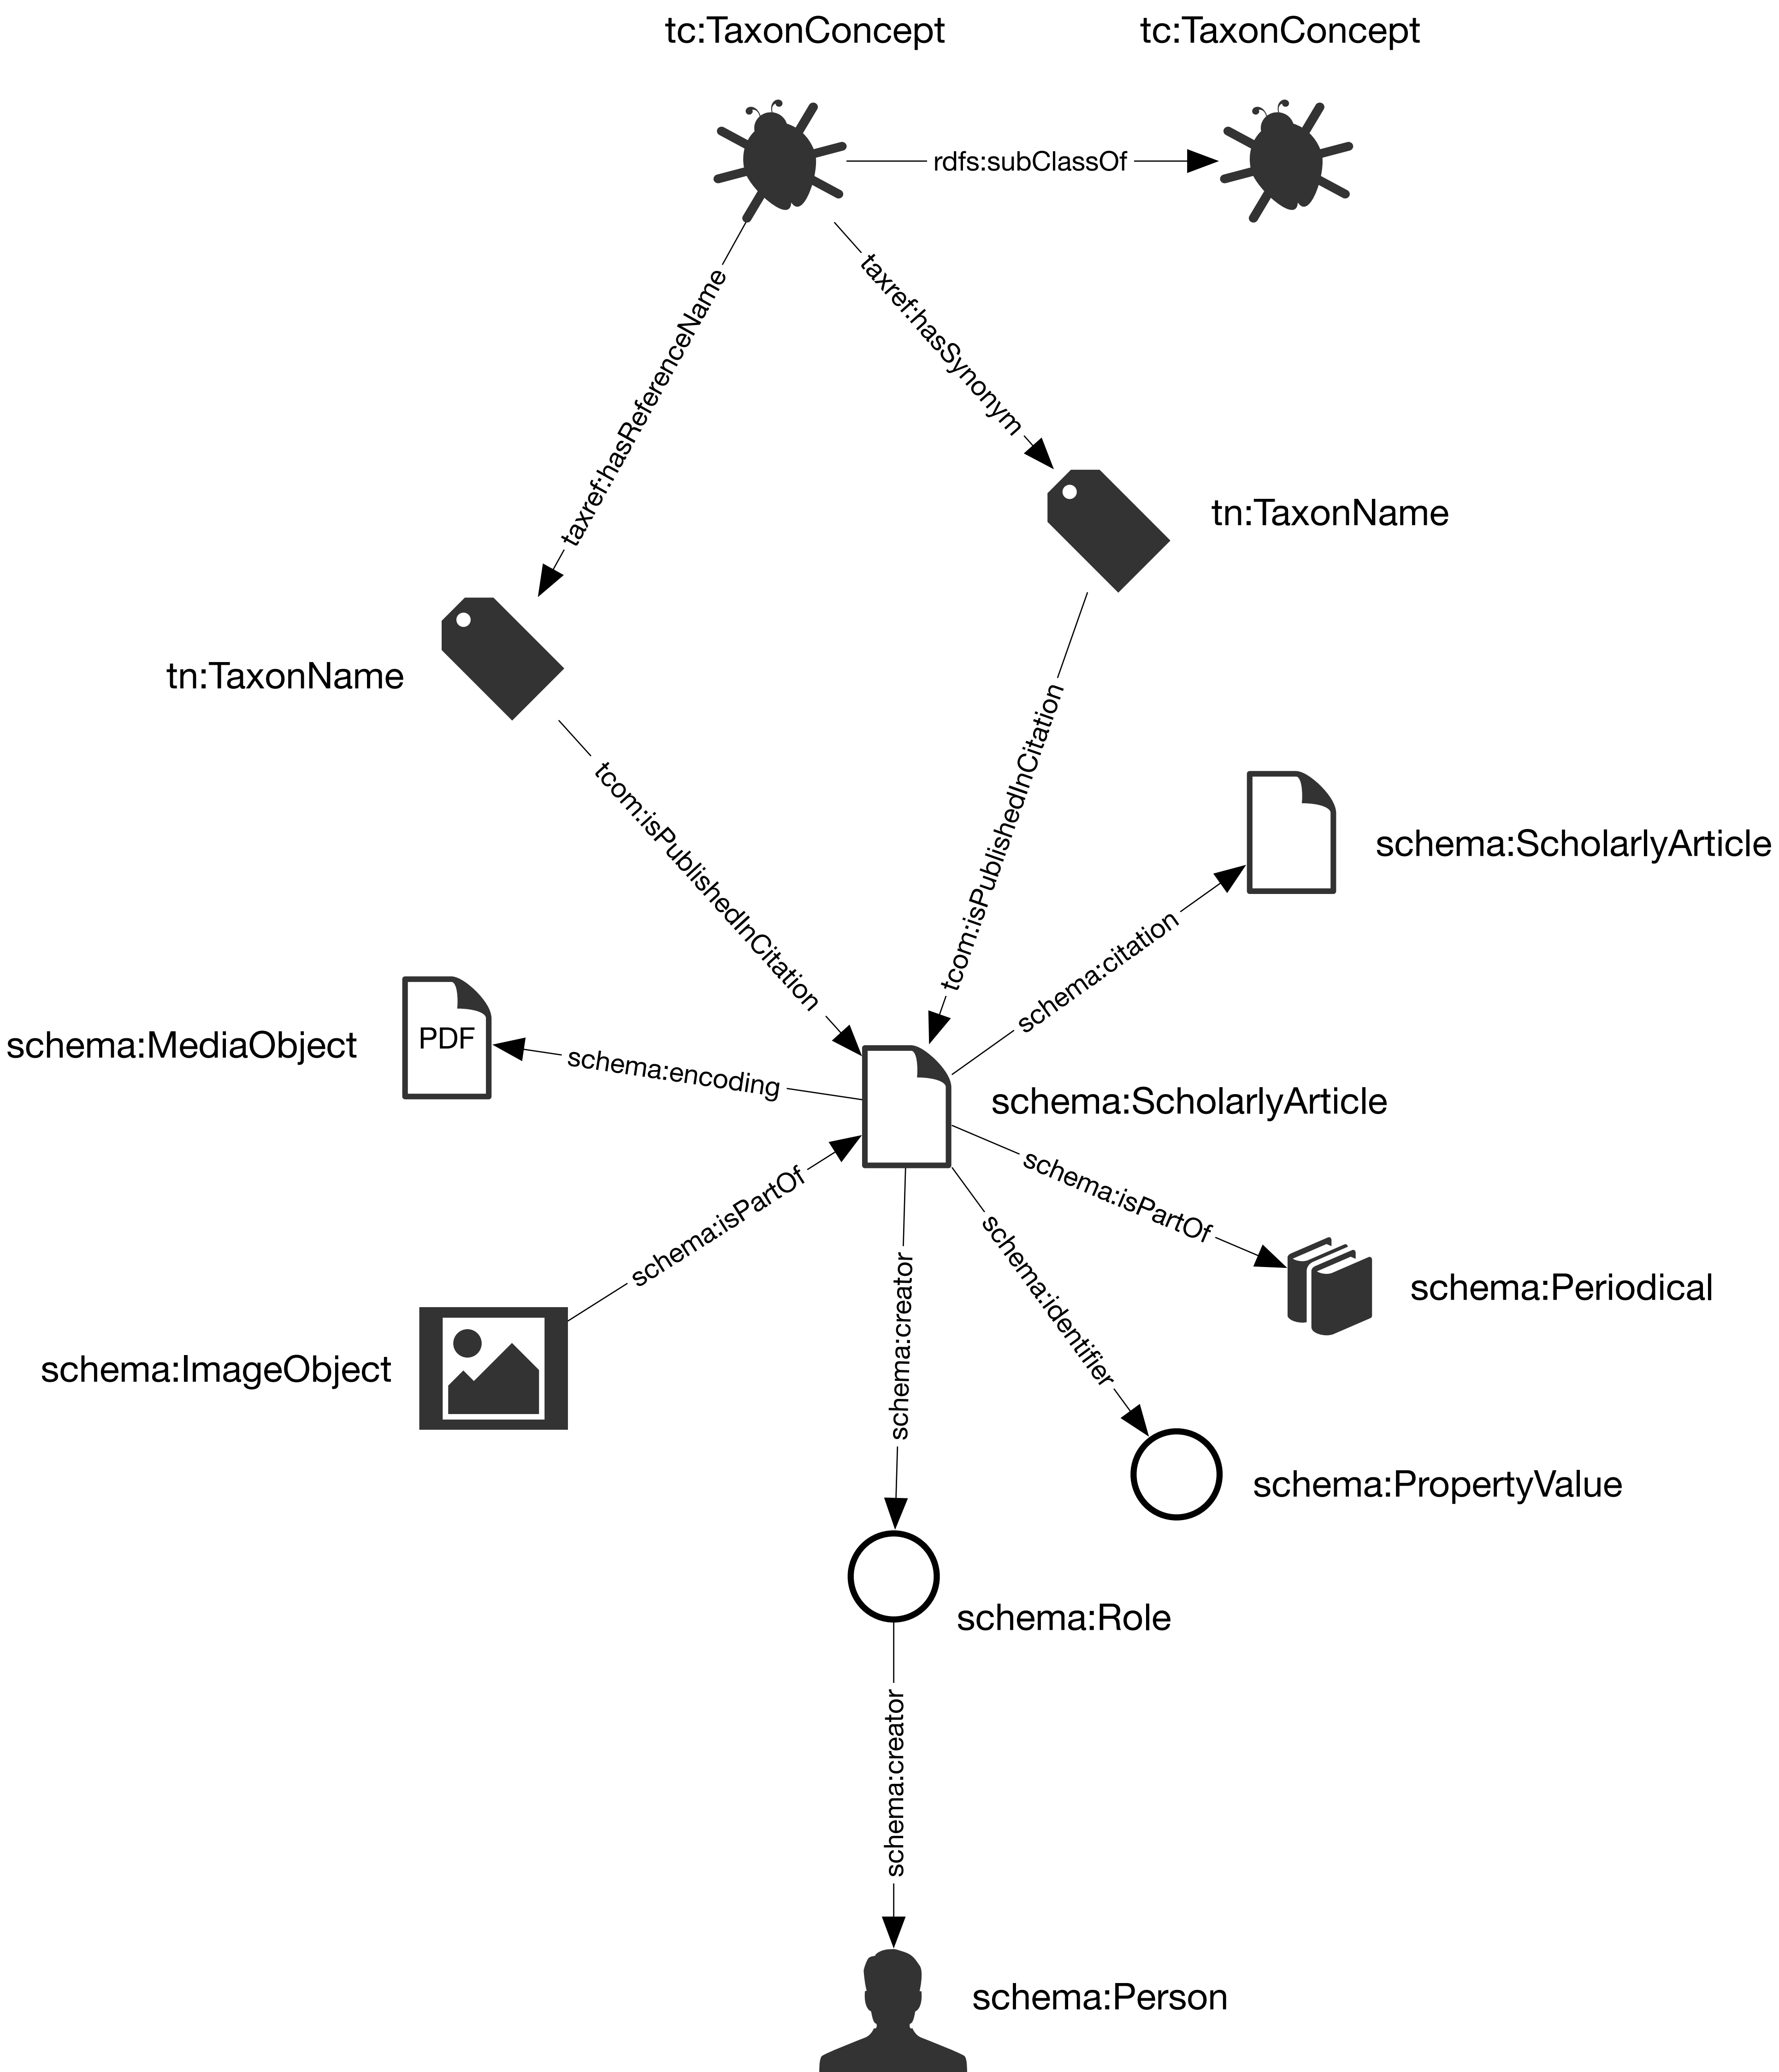 tc:TaxonConcept
tc:TaxonConcept
rdfs:subClassOf
taxref:hasReferenceName
taxref:hasSynonym
tn:TaxonName
tn:TaxonName
tcom:isPublishedInCitation
tcom:isPublishedInCitation
schema:ScholarlyArticle
schema:citation
schema:MediaObject
PDF
schema:encoding
schema:ScholarlyArticle
schema:isPartOf
schema:isPartOf
schema:Periodical
schema:ImageObject
schema:creator
schema:identifier
schema:PropertyValue
schema:Role
schema:creator
schema:Person